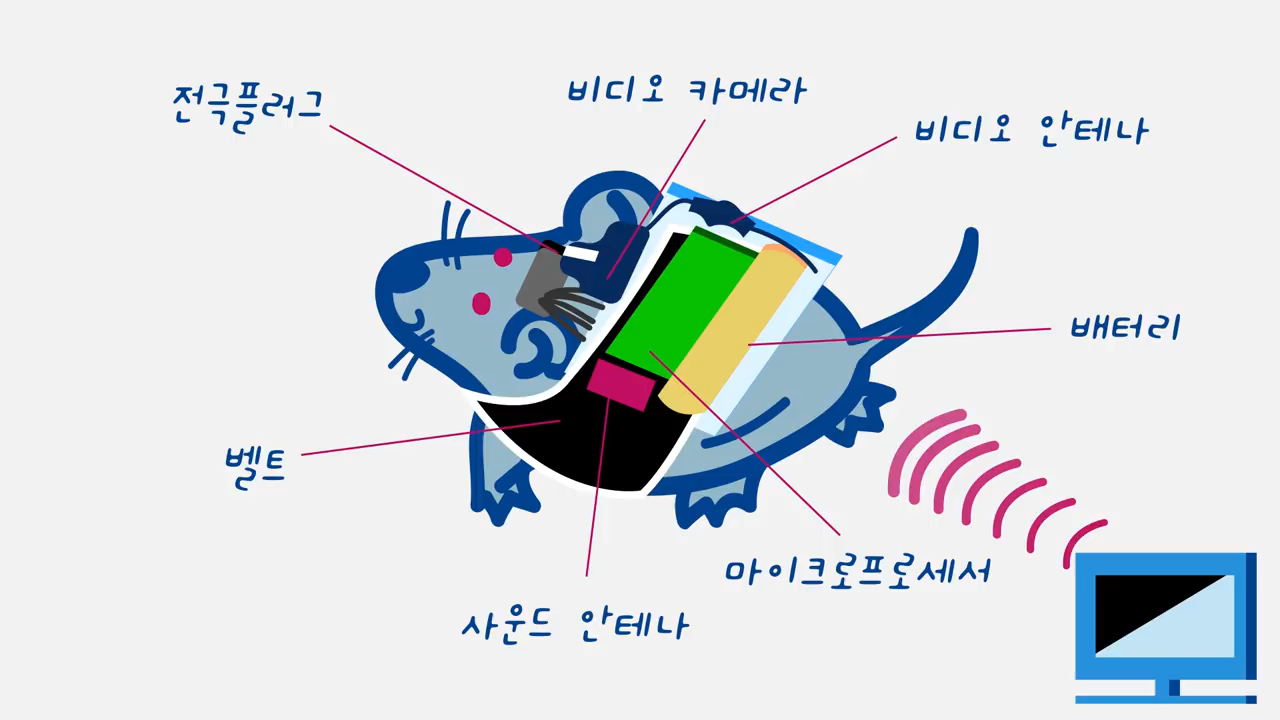 전극플러그
비디오 카메라
비디오 안테나
배터리
벨트
마이크로프로세서
사운드 안테나